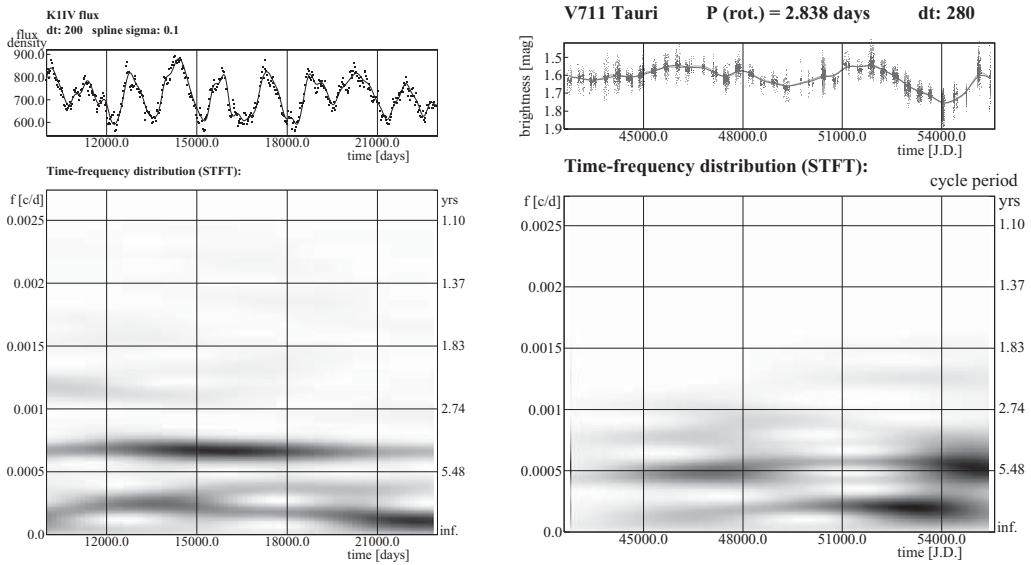 K1IV flux
dt: 200 spline sigma: 0.1
flux
density
900.0
800.0
700.0
600.0
12000.0 15000.0 18000.0 21000.0
time [days]
Time-frequency distribution (STFT):
f [c/d]
yrs
0.0025
1.10
0.002
1.37
0.0015
1.83
0.001
2.74
0.0005
5.48
0.0
inf.
12000.0 15000.0 18000.0 21000.0
time [days]
V711 Tauri P (rot.) = 2.838 days dt: 280
brightness [mag]
1.5
1.6
1.7
1.8
1.9
45000.0 48000.0 51000.0 54000.0
time [J.D.]
Time-frequency distribution (STFT):
cycle period
f [c/d]
yrs
0.0025
1.10
0.002
1.37
0.0015
1.83
0.001
2.74
0.0005
5.48
0.0
inf.
45000.0 48000.0 51000.0 54000.0
time [J.D.]